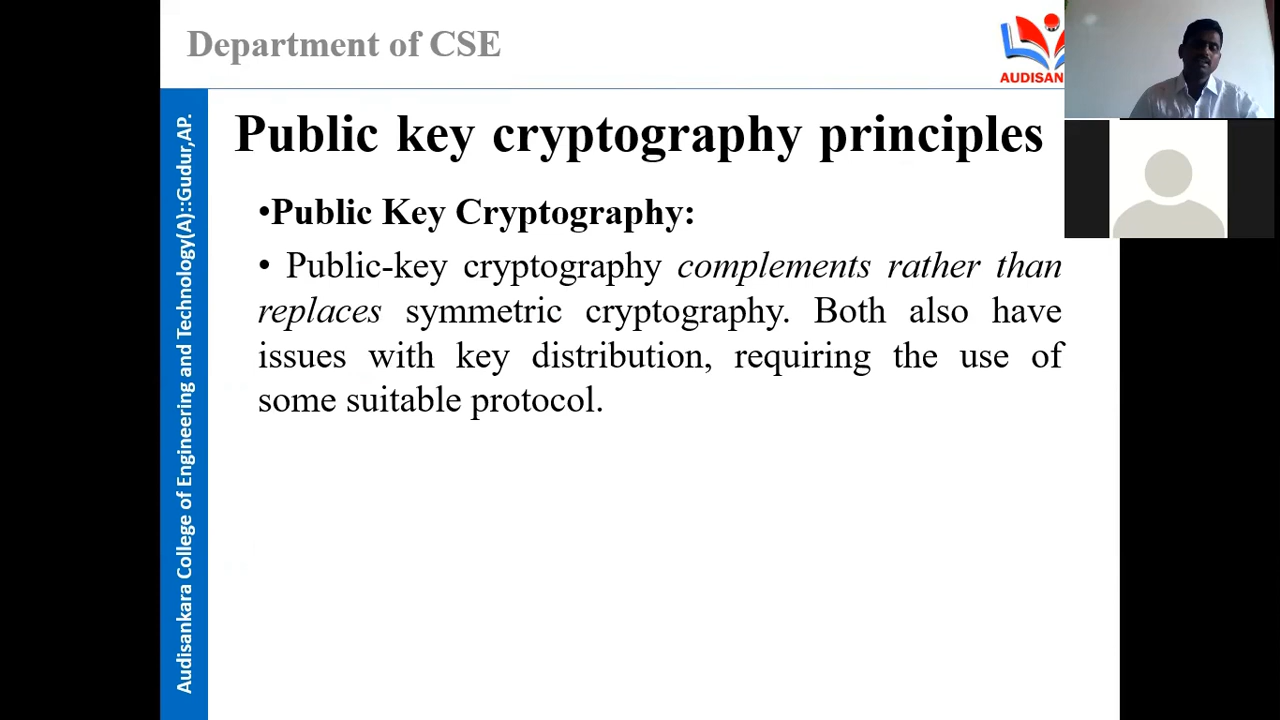 Department of CSE
AUDISAN
Public key cryptography principles
•Public Key Cryptography:
• Public-key cryptography complements rather than
replaces symmetric cryptography. Both also have
issues with key distribution, requiring the use of
some suitable protocol.
Audisankara College of Engineering and Technology(A)::Gudur,AP.